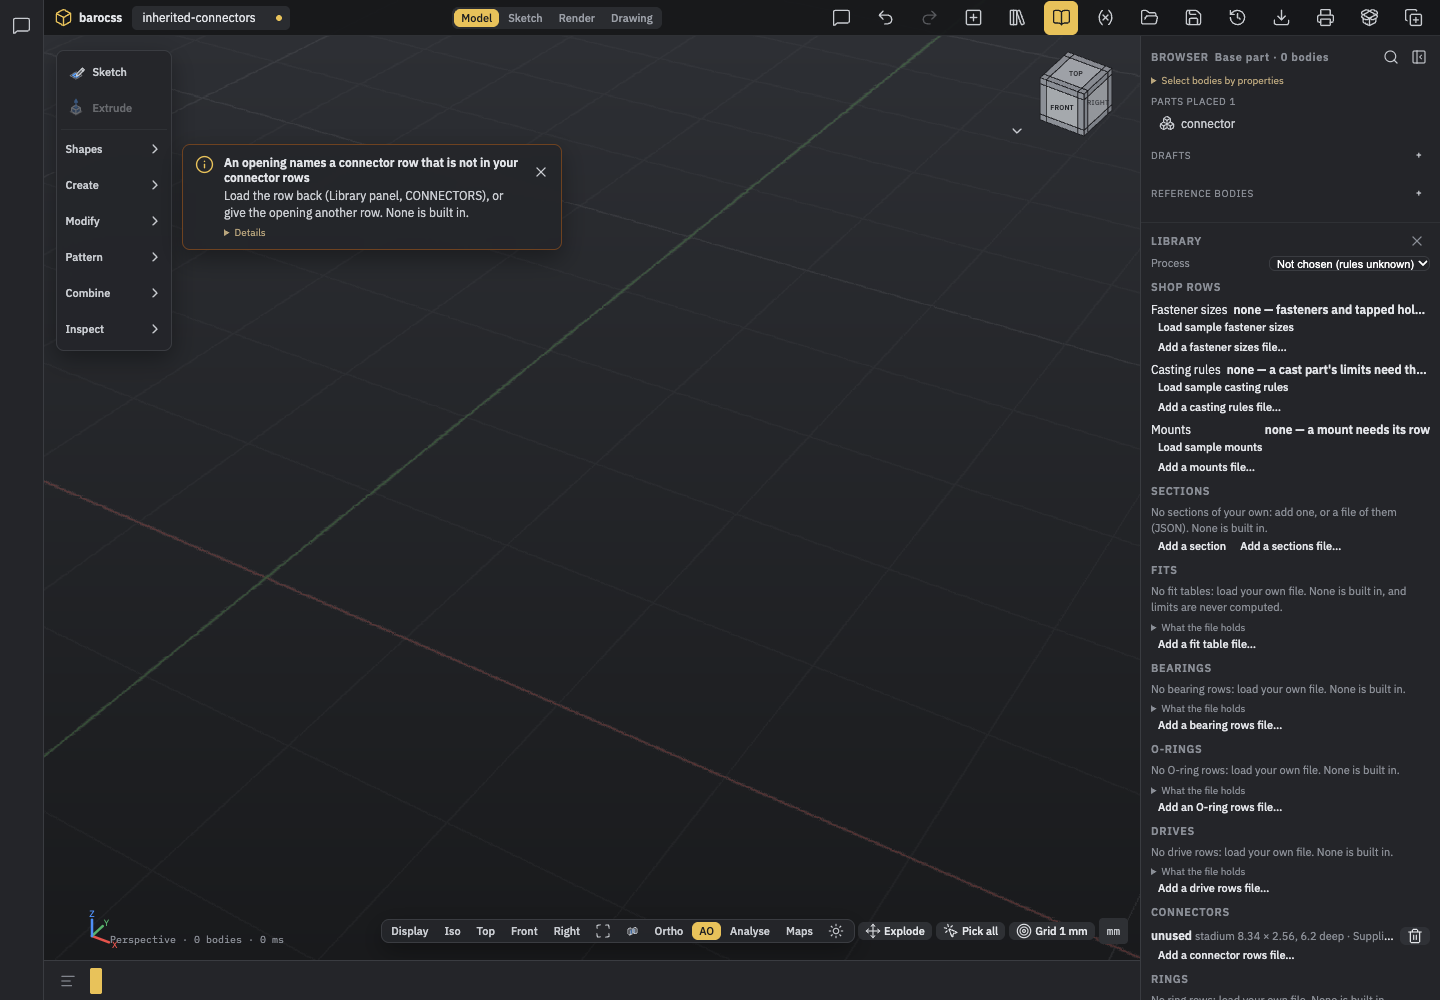 barocss
inherited-connectors
Model
Sketch
Render
Drawing
Sketch
Extrude
Shapes
Create
Modify
Pattern
Combine
Inspect
An opening names a connector row that is not in your
connector rows
Load the row back (Library panel, CONNECTORS), or
give the opening another row. None is built in.
Details
TOP
FRONT
RIGHT
BROWSER Base part · 0 bodies
Select bodies by properties
PARTS PLACED 1
connector
DRAFTS
REFERENCE BODIES
LIBRARY
Process
Not chosen (rules unknown)
SHOP ROWS
Fastener sizes none — fasteners and tapped hol...
Load sample fastener sizes
Add a fastener sizes file...
Casting rules none — a cast part's limits need th...
Load sample casting rules
Add a casting rules file...
Mounts none — a mount needs its row
Load sample mounts
Add a mounts file...
SECTIONS
No sections of your own: add one, or a file of them
(JSON). None is built in.
Add a section Add a sections file...
FITS
No fit tables: load your own file. None is built in, and
limits are never computed.
What the file holds
Add a fit table file...
BEARINGS
No bearing rows: load your own file. None is built in.
What the file holds
Add a bearing rows file...
O-RINGS
No O-ring rows: load your own file. None is built in.
What the file holds
Add an O-ring rows file...
DRIVES
No drive rows: load your own file. None is built in.
What the file holds
Add a drive rows file...
CONNECTORS
unused stadium 8.34 × 2.56, 6.2 deep · Suppli...
Add a connector rows file...
RINGS
No ring rows: load your own file. None is built in.
Z
Y
X
Perspective · 0 bodies · 0 ms
Display
Iso
Top
Front
Right
Ortho
AO
Analyse
Maps
Explode
Pick all
Grid 1 mm
mm